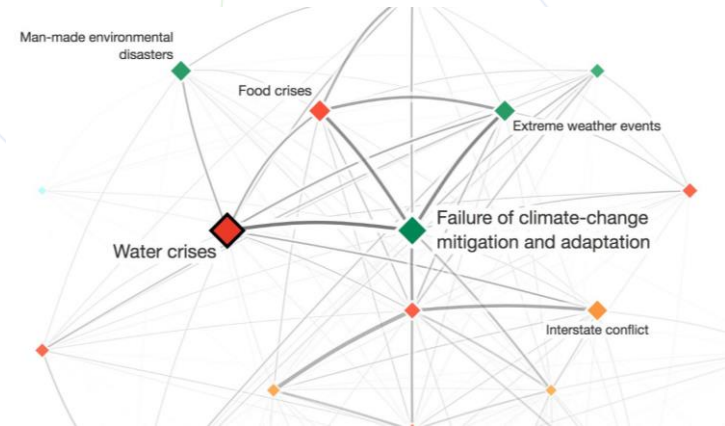 Man-made environmental
disasters
Food crises
Extreme weather events
Failure of climate-change
mitigation and adaptation
Water crises
Interstate conflict